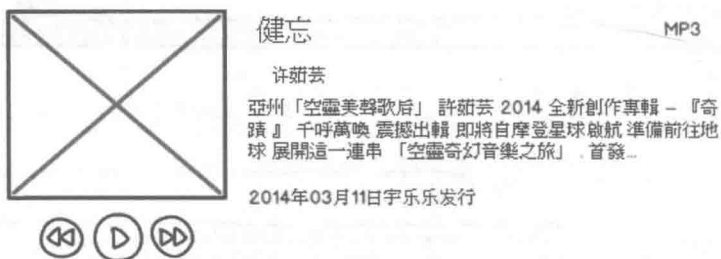 健忘
MP3
许茹芸
亞州「空靈美聲歌后」 許茹芸 2014 全新創作專輯 – 『奇
蹟 』 千呼萬喚 震撼出輯 即將自摩登星球啟航 準備前往地
球 展開這一連串 「空靈奇幻音樂之旅」 . 首發...
2014年03月11日宇乐乐发行